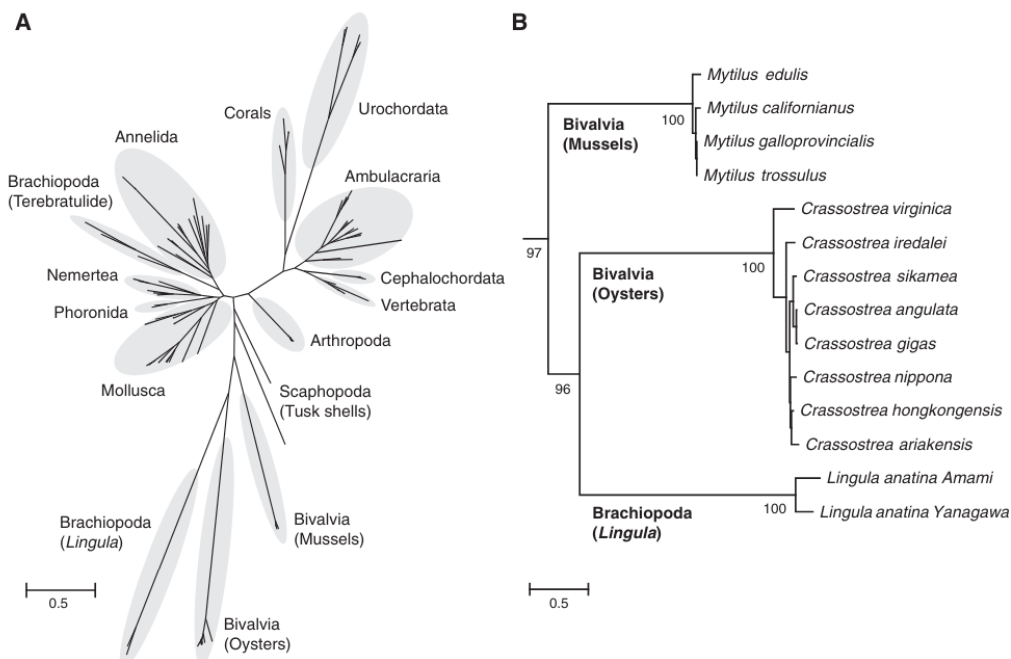 A
Corals
Urochordata
Annelida
Ambulacraria
Brachiopoda
(Terebratulide)
Nemertea
Cephalochordata
Phoronida
Vertebrata
Arthropoda
Mollusca
Scaphopoda
(Tusk shells)
Brachiopoda
(Lingula)
Bivalvia
(Mussels)
0.5
Bivalvia
(Oysters)
B
Mytilus edulis
Mytilus californianus
100
Bivalvia
(Mussels)
Mytilus galloprovincialis
Mytilus trossulus
Crassostrea virginica
97
Crassostrea iredalei
100
Bivalvia
(Oysters)
Crassostrea sikamea
Crassostrea angulata
Crassostrea gigas
Crassostrea nippona
96
Crassostrea hongkongensis
Crassostrea ariakensis
Lingula anatina Amami
100
Brachiopoda
(Lingula)
Lingula anatina Yanagawa
0.5